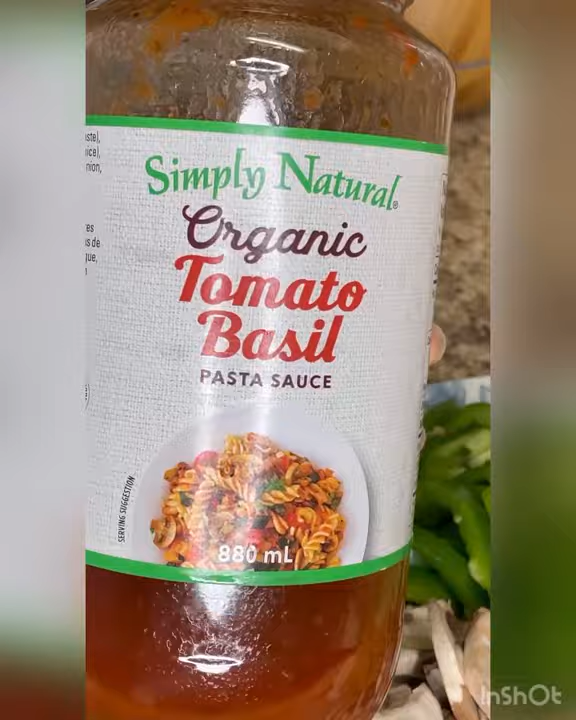 Simply Natural®
Organic
Tomato
Basil
PASTA SAUCE
SERVING SUGGESTION
880 mL
InShOt